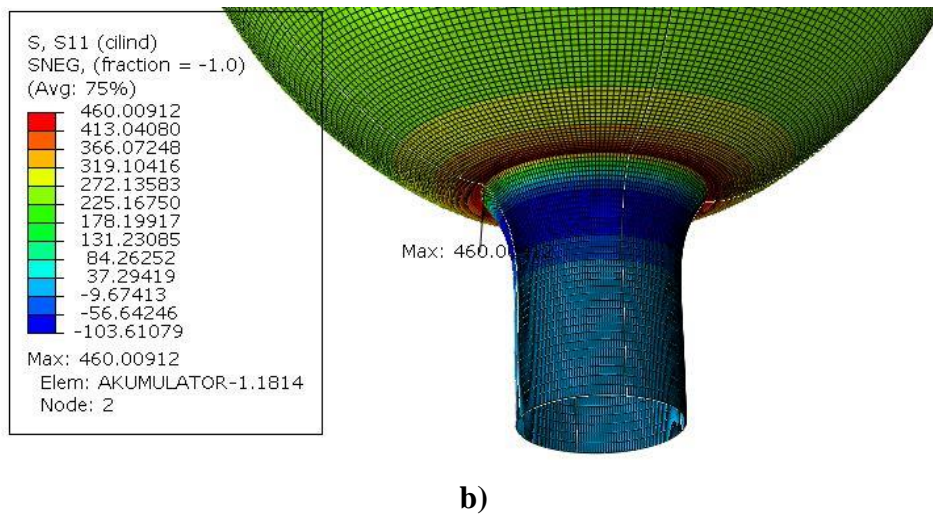 S, S11 (cilind)
SNEG, (fraction = -1.0)
(Avg: 75%)
460.00912
413.04080
366.07248
319.10416
272.13583
225.16750
178.19917
131.23085
84.26252
37.29419
-9.67413
-56.64246
-103.61079
Max: 460.00912
Elem: AKUMULATOR-1.1814
Node: 2
Max: 460.0
b)